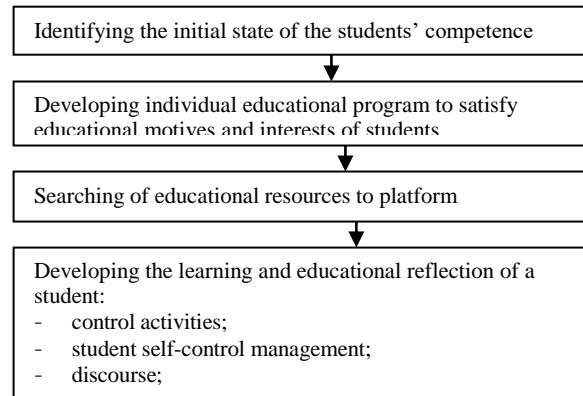 Identifying the initial state of the students’ competence
Developing individual educational program to satisfy
educational motives and interests of students
Searching of educational resources to platform
Developing the learning and educational reflection of a
student:
- control activities;
- student self-control management;
- discourse;